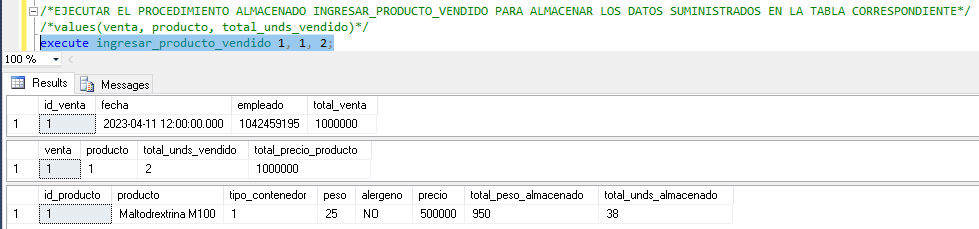 /*EJECUTAR EL PROCEDIMIENTO ALMACENADO INGRESAR_PRODUCTO_VENDIDO PARA ALMACENAR LOS DATOS SUMINISTRADOS EN LA TABLA CORRESPONDIENTE*/
/*values(venta, producto, total_unds_vendido)*/
execute ingresar_producto_vendido 1, 1, 2;
100 %
Results Messages
id_venta fecha empleado total_venta
1 1 2023-04-11 12:00:00.000 1042459195 1000000
venta producto total_unds_vendido total_precio_producto
1 1 1 2 1000000
id_producto producto tipo_contenedor peso alergeno precio total_peso_almacenado total_unds_almacenado
1 1 Maltodextrina M100 1 25 NO 500000 950 38